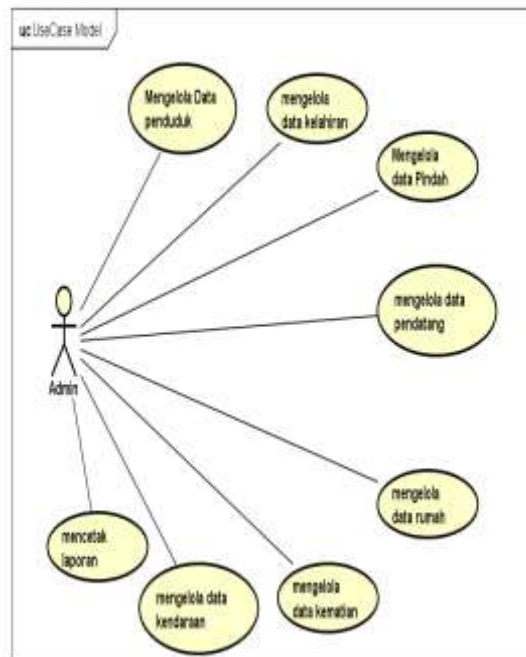 uc UseCase Model
Mengelola Data
penduduk
mengelola
data kelahiran
Mengelola
data Pindah
mengelola data
pendatang
Admin
mengelola
data rumah
mencetak
laporan
mengelola data
kendaraan
mengelola
data kematian